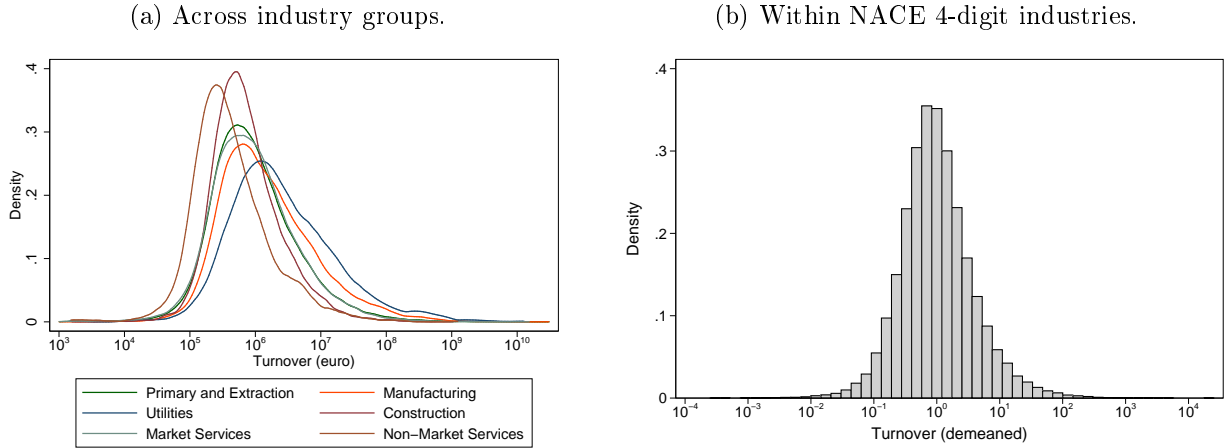 (a) Across industry groups.
.4
.3
.2
.1
0
Density
10³ 10⁴ 10⁵ 10⁶ 10⁷ 10⁸ 10⁹ 10¹⁰
Turnover (euro)
Primary and Extraction Manufacturing
Utilities Construction
Market Services Non−Market Services
(b) Within NACE 4-digit industries.
.4
.3
.2
.1
0
Density
10⁻⁴ 10⁻³ 10⁻² 10⁻¹ 10⁰ 10¹ 10² 10³ 10⁴
Turnover (demeaned)